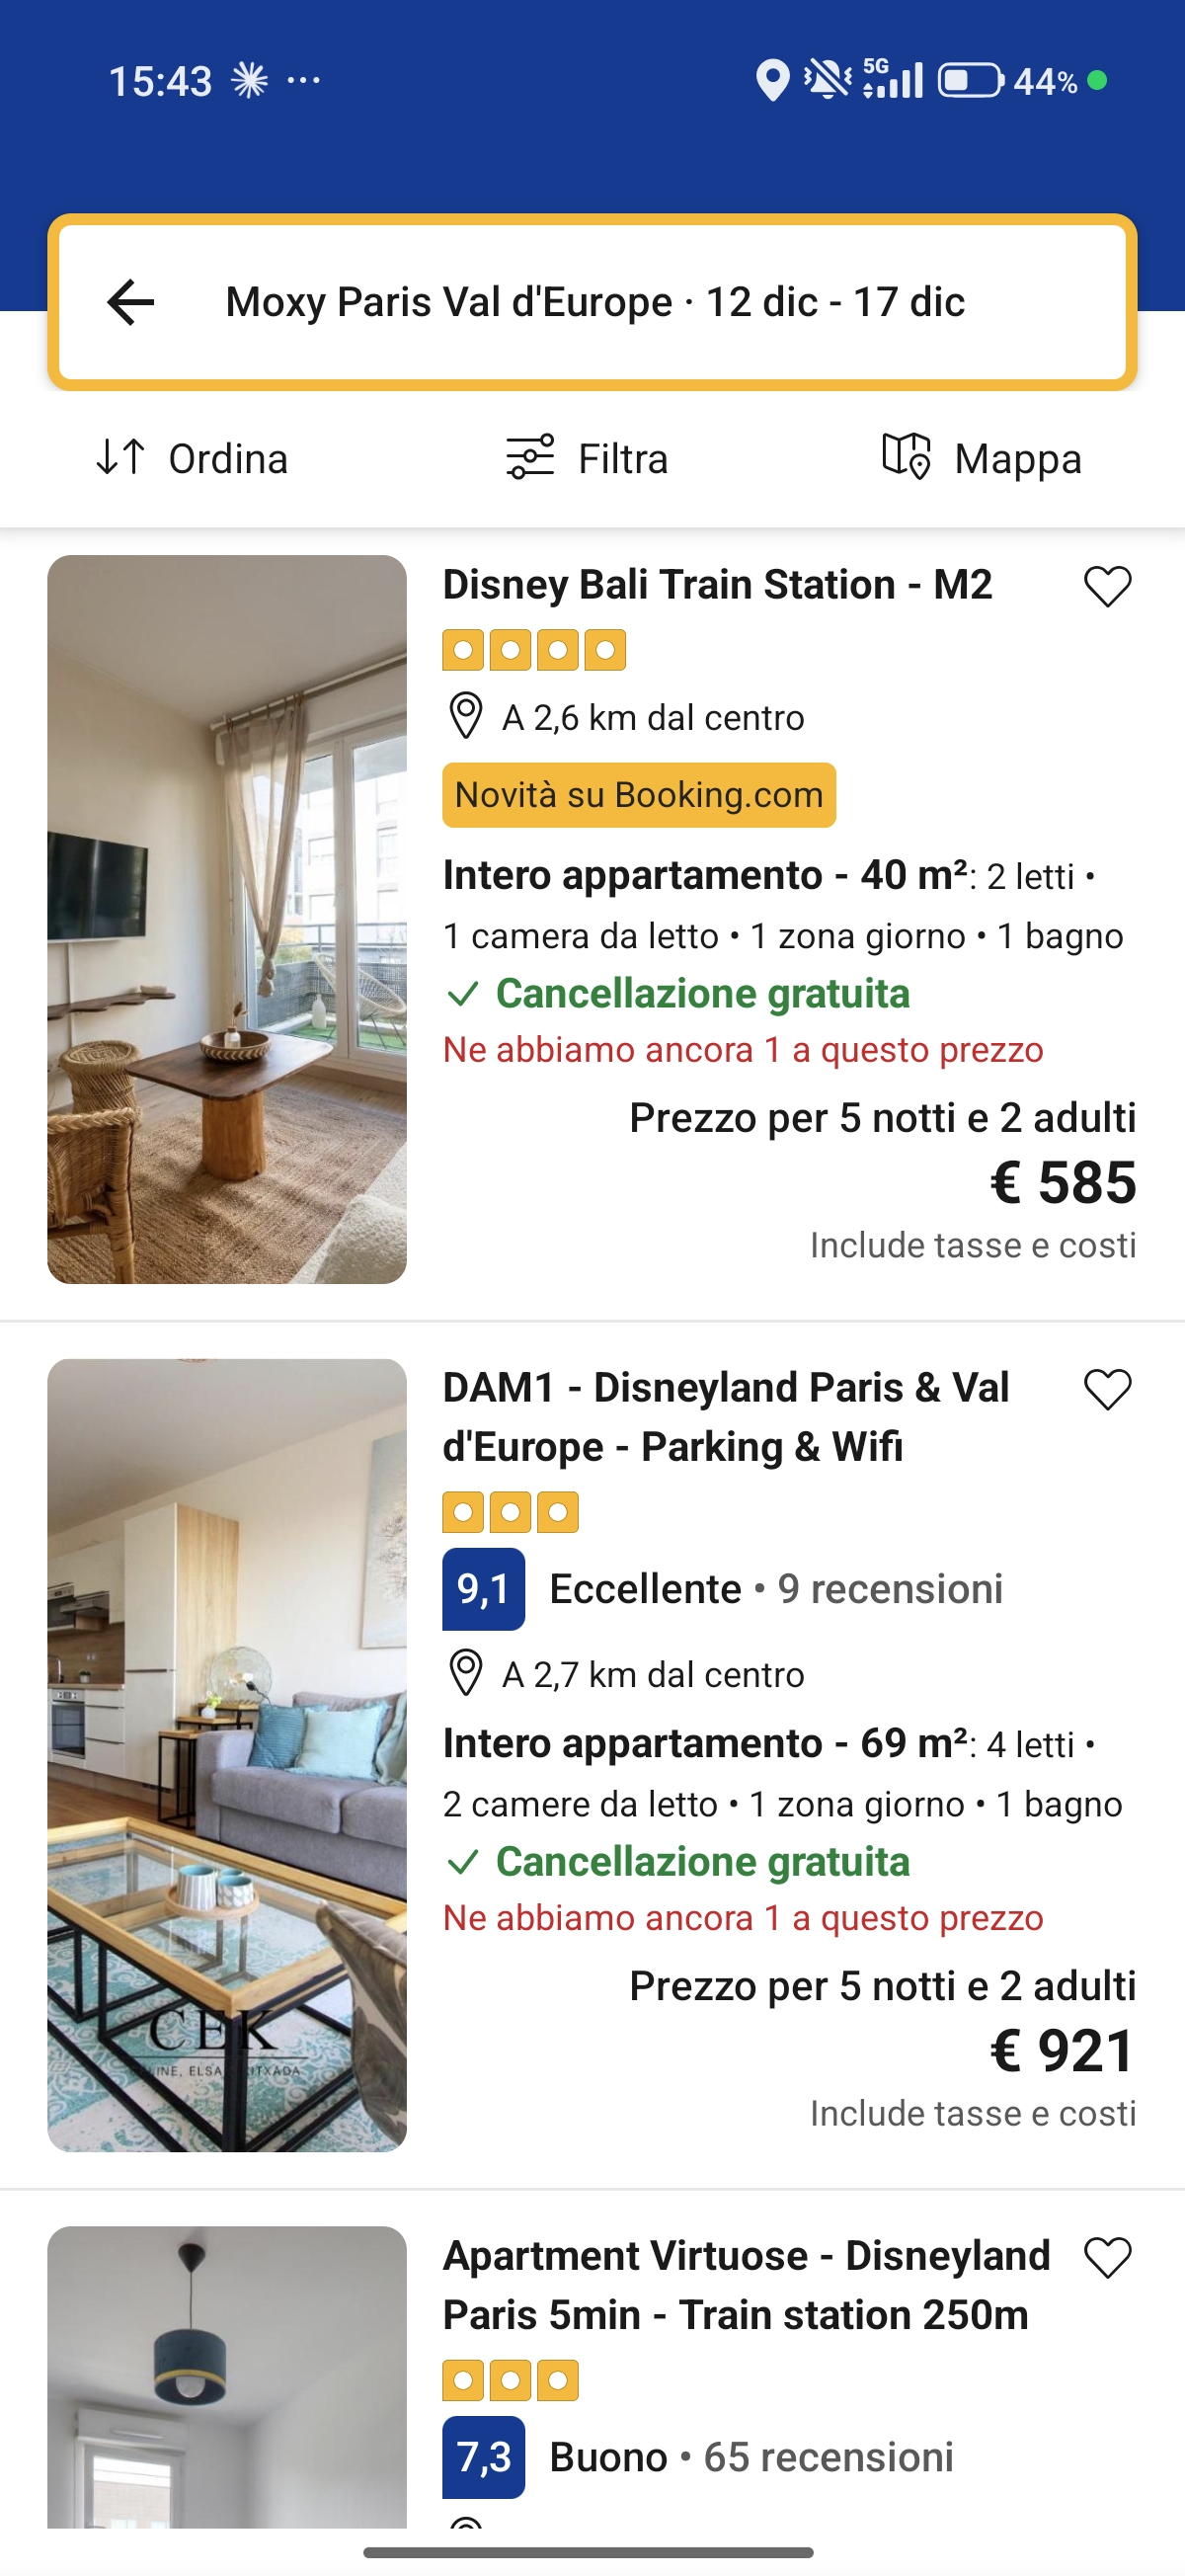 15:43
5G
44%
Moxy Paris Val d'Europe · 12 dic - 17 dic
Ordina
Filtra
Mappa
Disney Bali Train Station - M2
A 2,6 km dal centro
Novità su Booking.com
Intero appartamento - 40 m²: 2 letti •
1 camera da letto • 1 zona giorno • 1 bagno
Cancellazione gratuita
Ne abbiamo ancora 1 a questo prezzo
Prezzo per 5 notti e 2 adulti
€ 585
Include tasse e costi
DAM1 - Disneyland Paris & Val
d'Europe - Parking & Wifi
9,1 Eccellente • 9 recensioni
A 2,7 km dal centro
Intero appartamento - 69 m²: 4 letti •
2 camere da letto • 1 zona giorno • 1 bagno
Cancellazione gratuita
Ne abbiamo ancora 1 a questo prezzo
Prezzo per 5 notti e 2 adulti
€ 921
Include tasse e costi
CEK
Apartment Virtuose - Disneyland
Paris 5min - Train station 250m
7,3 Buono • 65 recensioni